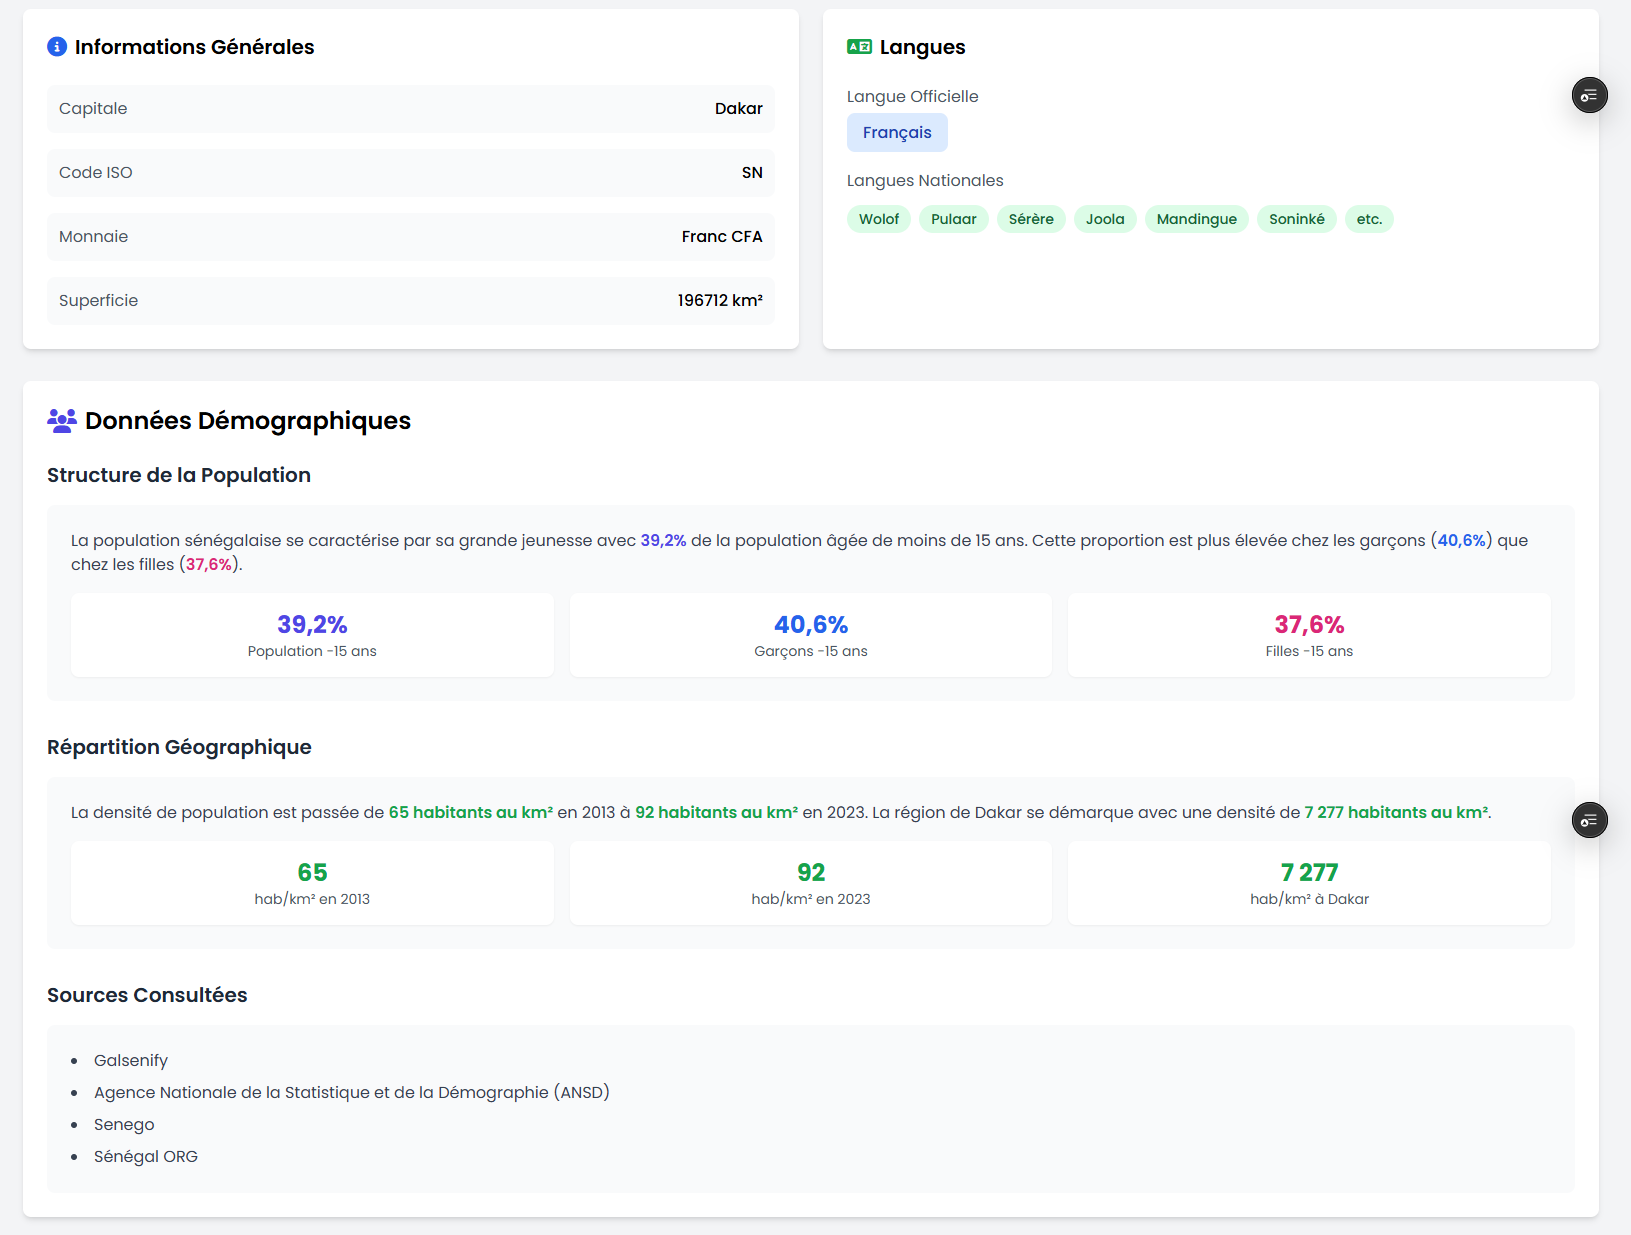 Informations Générales
Capitale Dakar
Code ISO SN
Monnaie Franc CFA
Superficie 196712 km²
Langues
Langue Officielle
Français
Langues Nationales
Wolof Pulaar Sérère Joola Mandingue Soninké etc.
Données Démographiques
Structure de la Population
La population sénégalaise se caractérise par sa grande jeunesse avec 39,2% de la population âgée de moins de 15 ans. Cette proportion est plus élevée chez les garçons (40,6%) que
chez les filles (37,6%).
39,2% 40,6% 37,6%
Population -15 ans Garçons -15 ans Filles -15 ans
Répartition Géographique
La densité de population est passée de 65 habitants au km² en 2013 à 92 habitants au km² en 2023. La région de Dakar se démarque avec une densité de 7 277 habitants au km².
65 92 7 277
hab/km² en 2013 hab/km² en 2023 hab/km² à Dakar
Sources Consultées
Galsenify
Agence Nationale de la Statistique et de la Démographie (ANSD)
Senego
Sénégal ORG